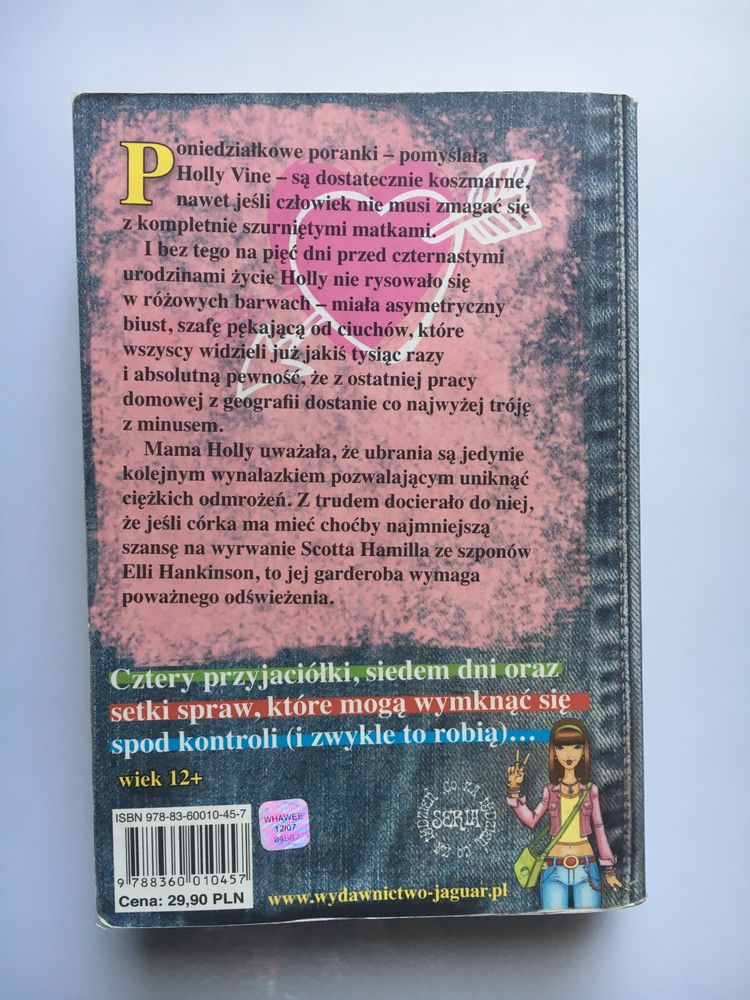 Poniedziałkowe poranki – pomyślała
Holly Vine – są dostatecznie koszmarne,
nawet jeśli człowiek nie musi zmagać się
z kompletnie szurniętymi matkami.
I bez tego na pięć dni przed czternastymi
urodzinami życie Holly nie rysowało się
w różowych barwach – miała asymetryczny
biust, szafę pękającą od ciuchów, które
wszyscy widzieli już jakiś tysiąc razy
i absolutną pewność, że z ostatniej pracy
domowej z geografii dostanie co najwyżej tróję
z minusem.
Mama Holly uważała, że ubrania są jedynie
kolejnym wynalazkiem pozwalającym uniknąć
ciężkich odmrożeń. Z trudem docierało do niej,
że jeśli córka ma mieć choćby najmniejszą
szansę na wyrwanie Scotta Hamilla ze szponów
Elli Hankinson, to jej garderoba wymaga
poważnego odświeżenia.
Cztery przyjaciółki, siedem dni oraz
setki spraw, które mogą wymknąć się
spod kontroli (i zwykle to robią)...
wiek 12+
ISBN 978-83-60010-45-7
WHAWEE
12/07
9 788360 010457
Cena: 29,90 PLN
CO ZA TYDZIEŃ
SERIA
www.wydawnictwo-jaguar.pl